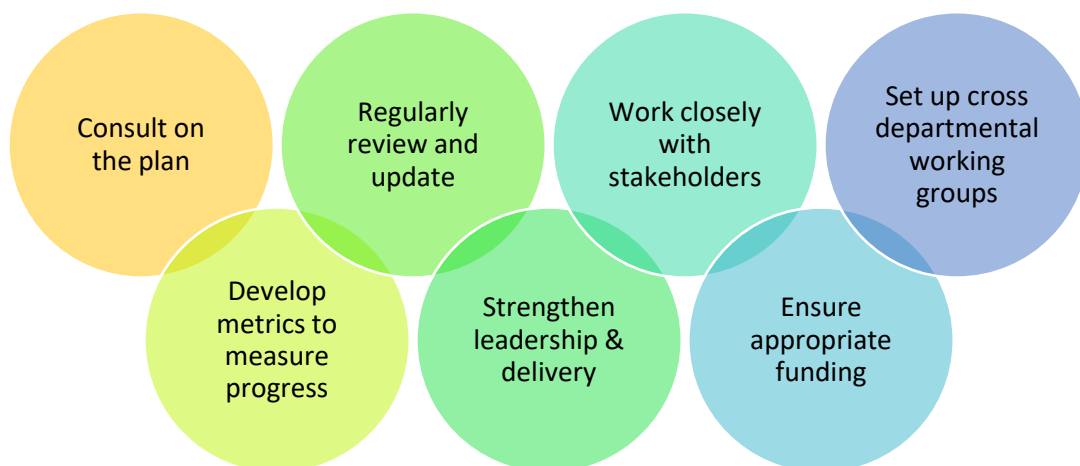 Consult on
the plan
Regularly
review and
update
Work closely
with
stakeholders
Set up cross
departmental
working
groups
Develop
metrics to
measure
progress
Strengthen
leadership &
delivery
Ensure
appropriate
funding